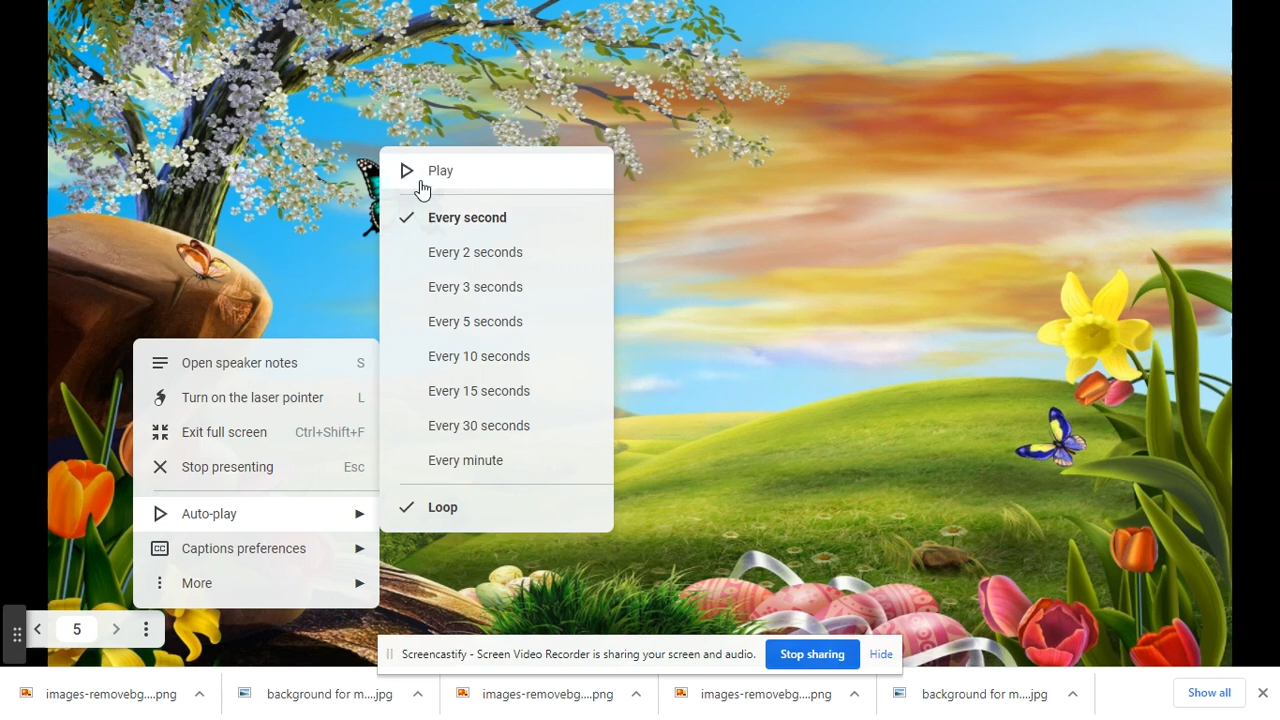 Play
Every second
Every 2 seconds
Every 3 seconds
Every 5 seconds
Every 10 seconds
Every 15 seconds
Every 30 seconds
Every minute
Loop
Open speaker notes S
Turn on the laser pointer L
Exit full screen Ctrl+Shift+F
Stop presenting Esc
Auto-play
CC Captions preferences
More
5
Screencastify - Screen Video Recorder is sharing your screen and audio. Stop sharing Hide
images-removebg....png background for m....jpg images-removebg....png images-removebg....png background for m....jpg Show all